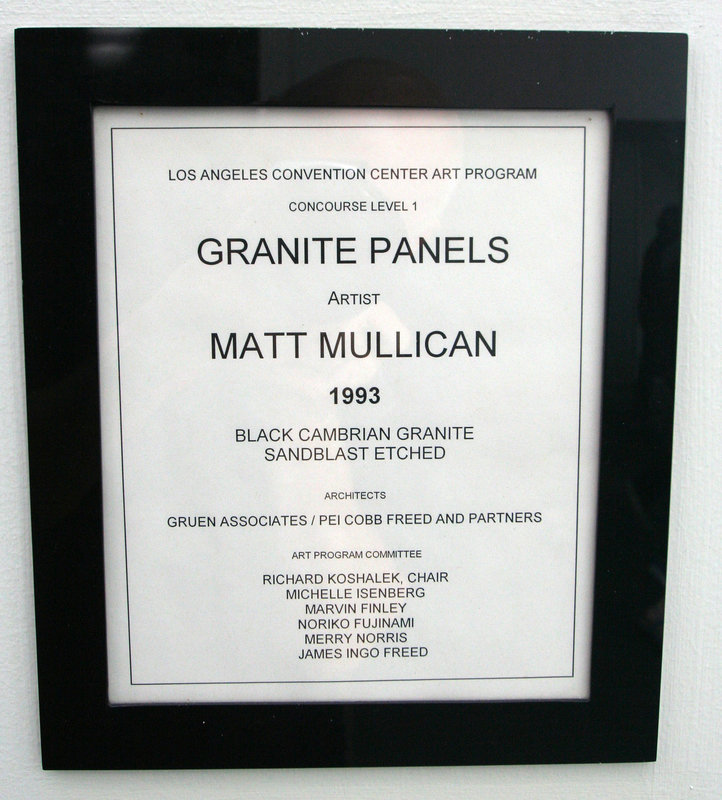 LOS ANGELES CONVENTION CENTER ART PROGRAM
CONCOURSE LEVEL 1
GRANITE PANELS
ARTIST
MATT MULLICAN
1993
BLACK CAMBRIAN GRANITE
SANDBLAST ETCHED
ARCHITECTS
GRUEN ASSOCIATES / PEI COBB FREED AND PARTNERS
ART PROGRAM COMMITTEE
RICHARD KOSHALEK, CHAIR
MICHELLE ISENBERG
MARVIN FINLEY
NORIKO FUJINAMI
MERRY NORRIS
JAMES INGO FREED